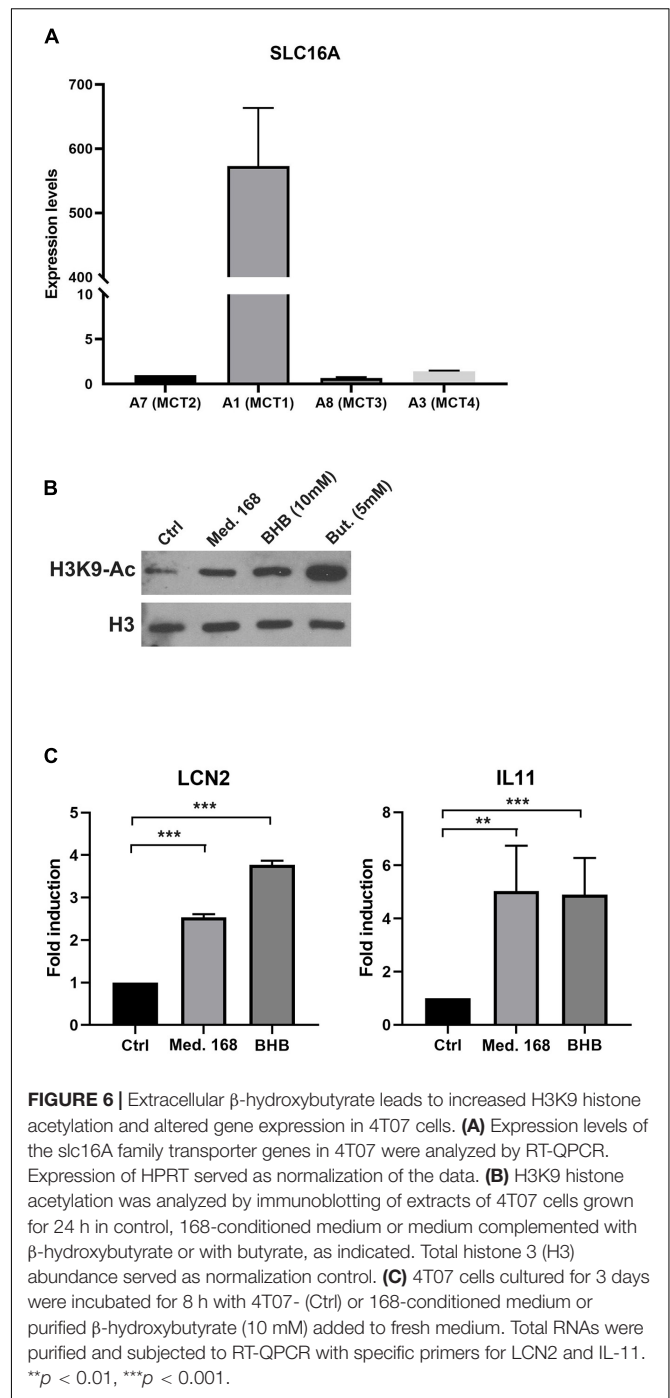 A
SLC16A
Expression levels
700
600
500
400
10
5
0
A7 (MCT2) A1 (MCT1) A8 (MCT3) A3 (MCT4)
B
Ctrl Med. 168 BHB (10mM) But. (5mM)
H3K9-Ac
H3
C
LCN2
Fold induction
5
4
3
2
1
0
***
***
Ctrl Med. 168 BHB
IL11
Fold induction
8
6
4
2
0
***
**
Ctrl Med. 168 BHB
FIGURE 6 | Extracellular β-hydroxybutyrate leads to increased H3K9 histone
acetylation and altered gene expression in 4T07 cells. (A) Expression levels of
the slc16A family transporter genes in 4T07 were analyzed by RT-QPCR.
Expression of HPRT served as normalization of the data. (B) H3K9 histone
acetylation was analyzed by immunoblotting of extracts of 4T07 cells grown
for 24 h in control, 168-conditioned medium or medium complemented with
β-hydroxybutyrate or with butyrate, as indicated. Total histone 3 (H3)
abundance served as normalization control. (C) 4T07 cells cultured for 3 days
were incubated for 8 h with 4T07- (Ctrl) or 168-conditioned medium or
purified β-hydroxybutyrate (10 mM) added to fresh medium. Total RNAs were
purified and subjected to RT-QPCR with specific primers for LCN2 and IL-11.
**p < 0.01, ***p < 0.001.